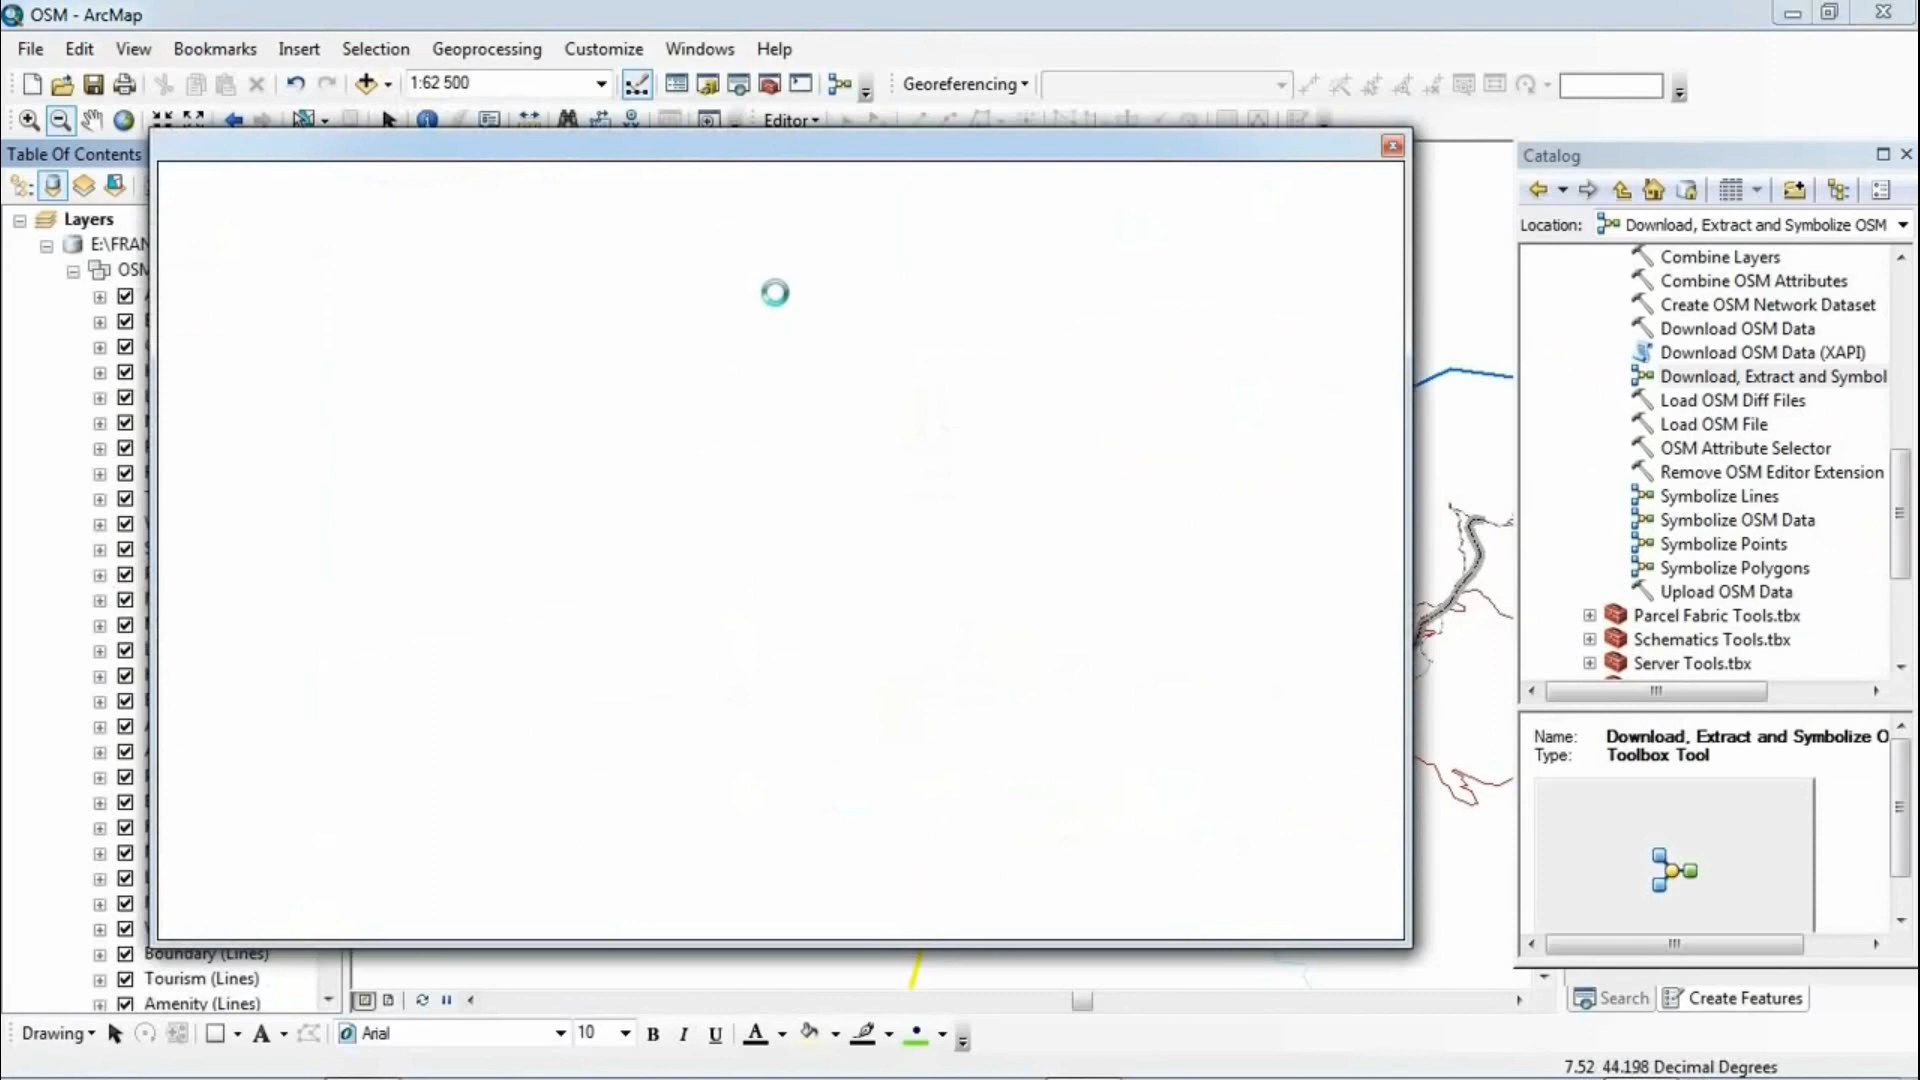 OSM - ArcMap
File Edit View Bookmarks Insert Selection Geoprocessing Customize Windows Help
1:62 500
Georeferencing
Editor
Table Of Contents
Layers
E:\FRAN
OSM
Boundary (Lines)
Tourism (Lines)
Amenity (Lines)
Catalog
Location: Download, Extract and Symbolize OSM
Combine Layers
Combine OSM Attributes
Create OSM Network Dataset
Download OSM Data
Download OSM Data (XAPI)
Download, Extract and Symbol
Load OSM Diff Files
Load OSM File
OSM Attribute Selector
Remove OSM Editor Extension
Symbolize Lines
Symbolize OSM Data
Symbolize Points
Symbolize Polygons
Upload OSM Data
Parcel Fabric Tools.tbx
Schematics Tools.tbx
Server Tools.tbx
Name: Download, Extract and Symbolize O
Type: Toolbox Tool
Search Create Features
Drawing A Arial 10 B I U A
7.52 44.198 Decimal Degrees